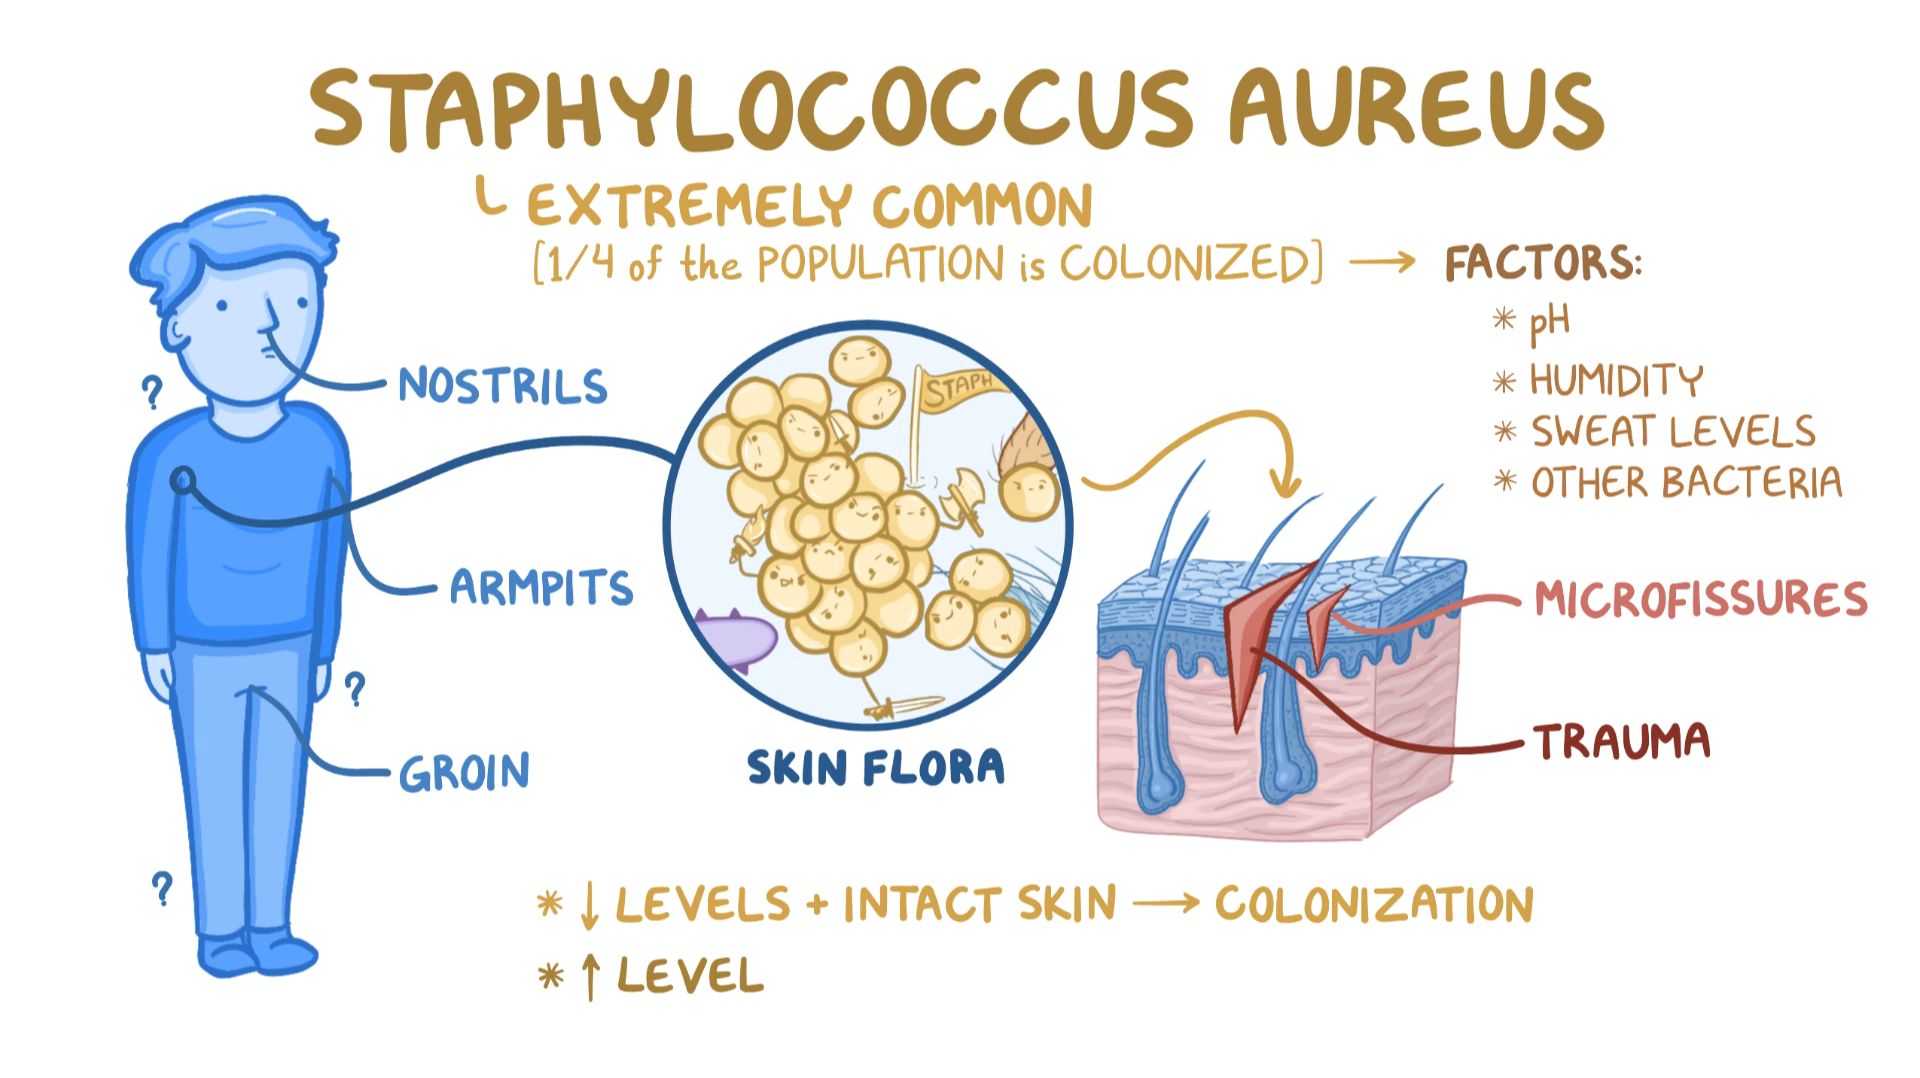 STAPHYLOCOCCUS AUREUS
EXTREMELY COMMON
[1/4 of the POPULATION is COLONIZED] → FACTORS:
* pH
* HUMIDITY
* SWEAT LEVELS
* OTHER BACTERIA
?
NOSTRILS
STAPH
ARMPITS
MICROFISSURES
?
TRAUMA
GROIN
SKIN FLORA
?
* ↓ LEVELS + INTACT SKIN → COLONIZATION
* ↑ LEVEL